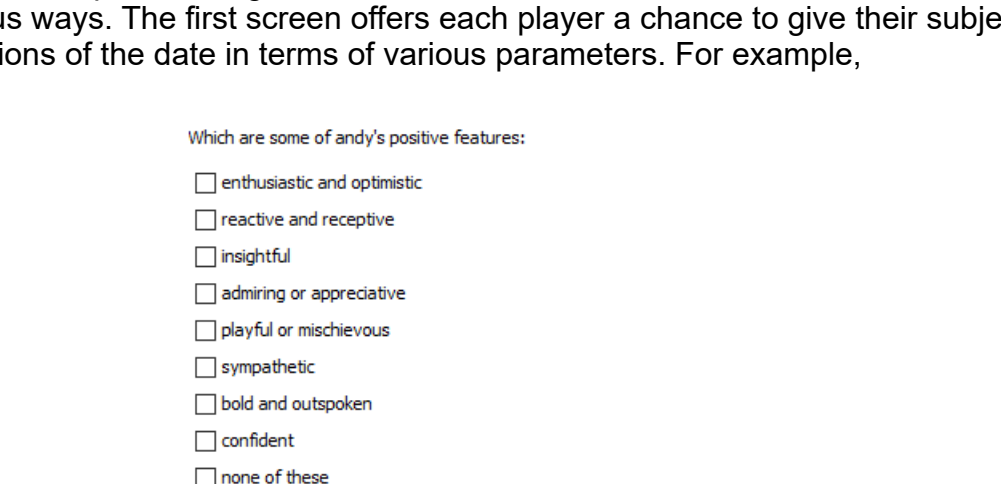 us ways. The first screen offers each player a chance to give their subje
ions of the date in terms of various parameters. For example,
Which are some of andy's positive features:
enthusiastic and optimistic
reactive and receptive
insightful
admiring or appreciative
playful or mischievous
sympathetic
bold and outspoken
confident
none of these